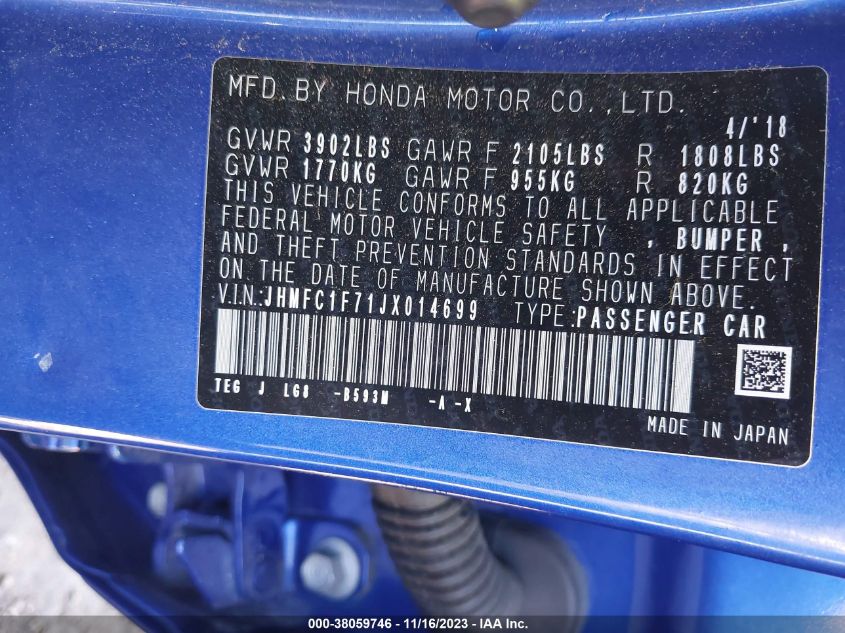 MFD. BY HONDA MOTOR CO., LTD.
4/'18
GVWR 3902LBS GAWR F 2105LBS R 1808LBS
GVWR 1770KG GAWR F 955KG R 820KG
THIS VEHICLE CONFORMS TO ALL APPLICABLE
FEDERAL MOTOR VEHICLE SAFETY , BUMPER ,
AND THEFT PREVENTION STANDARDS IN EFFECT
ON THE DATE OF MANUFACTURE SHOWN ABOVE.
V.I.N.:JHMFC1F71JX014699 TYPE:PASSENGER CAR
TEG J LG8 -B593M -A -X
MADE IN JAPAN
000-38059746 - 11/16/2023 - IAA Inc.